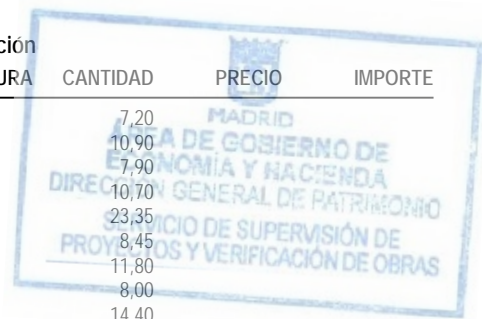 ción
URA CANTIDAD PRECIO IMPORTE
7,20
10,90
7,90
10,70
23,35
8,45
11,80
8,00
14,40
MADRID
ÁREA DE GOBIERNO DE
ECONOMÍA Y HACIENDA
DIRECCIÓN GENERAL DE PATRIMONIO
SERVICIO DE SUPERVISIÓN DE
PROYECTOS Y VERIFICACIÓN DE OBRAS